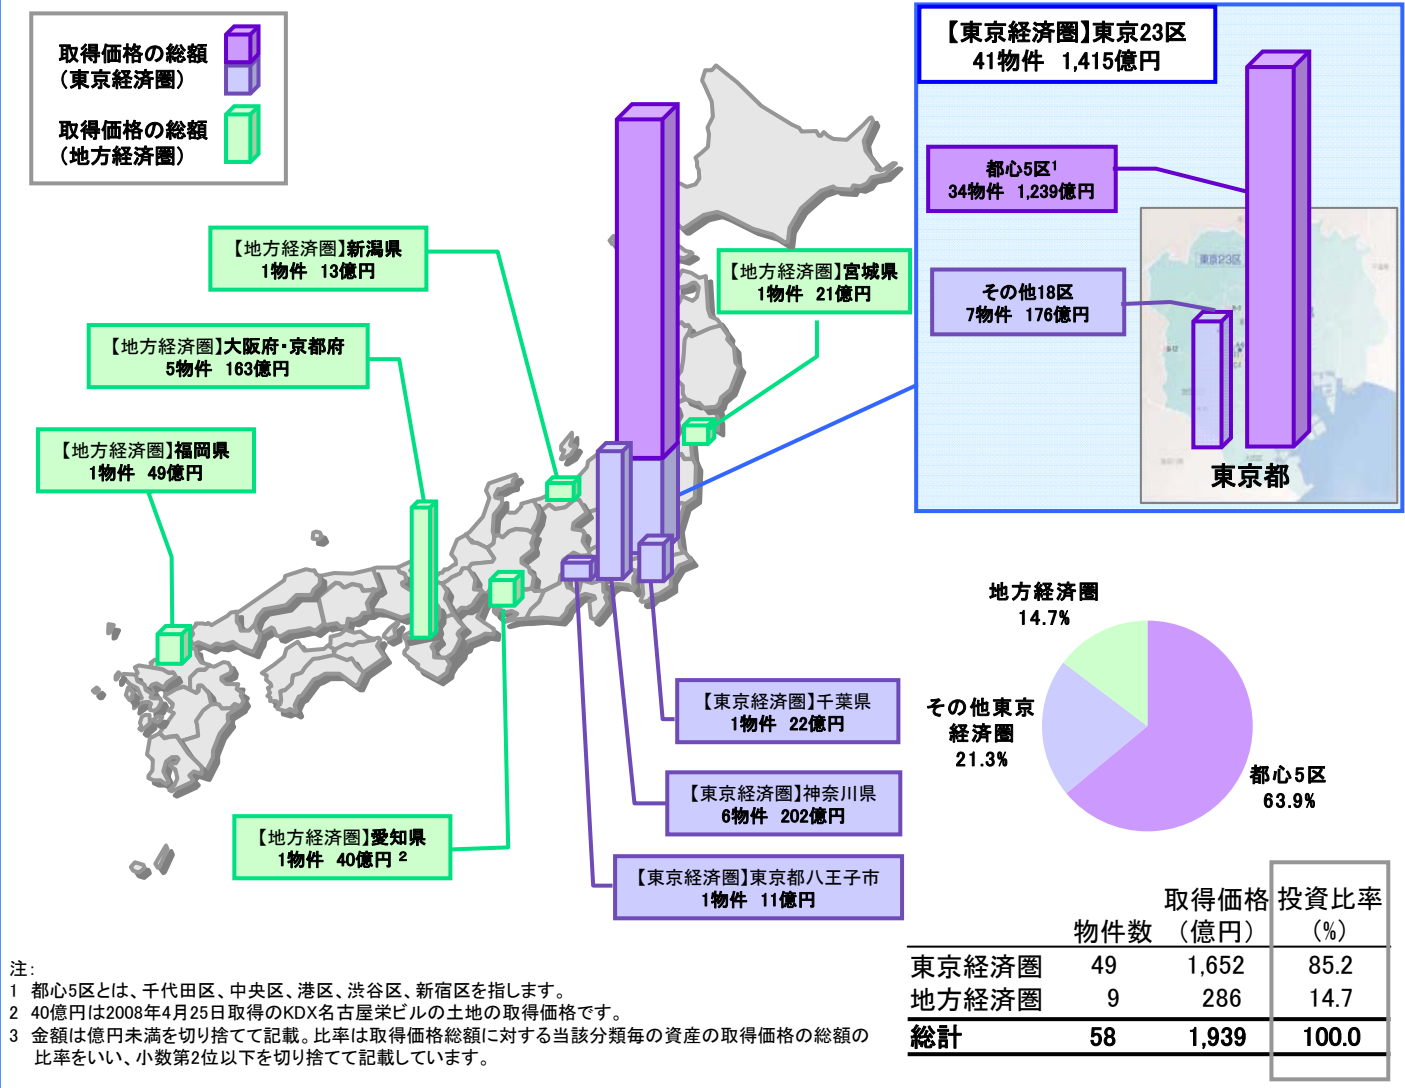 取得価格の総額
（東京経済圏）
取得価格の総額
（地方経済圏）
【東京経済圏】東京23区
41物件 1,415億円
都心5区1
34物件 1,239億円
その他18区
7物件 176億円
東京23区
東京都
【地方経済圏】新潟県
1物件 13億円
【地方経済圏】宮城県
1物件 21億円
【地方経済圏】大阪府・京都府
5物件 163億円
【地方経済圏】福岡県
1物件 49億円
【東京経済圏】千葉県
1物件 22億円
【東京経済圏】神奈川県
6物件 202億円
【東京経済圏】東京都八王子市
1物件 11億円
【地方経済圏】愛知県
1物件 40億円 2
地方経済圏
14.7%
その他東京
経済圏
21.3%
都心5区
63.9%
物件数 取得価格（億円） 投資比率（%）
東京経済圏 49 1,652 85.2
地方経済圏 9 286 14.7
総計 58 1,939 100.0
注：
1 都心5区とは、千代田区、中央区、港区、渋谷区、新宿区を指します。
2 40億円は2008年4月25日取得のKDX名古屋栄ビルの土地の取得価格です。
3 金額は億円未満を切り捨てて記載。比率は取得価格総額に対する当該分類毎の資産の取得価格の総額の
比率をいい、小数第2位以下を切り捨てて記載しています。